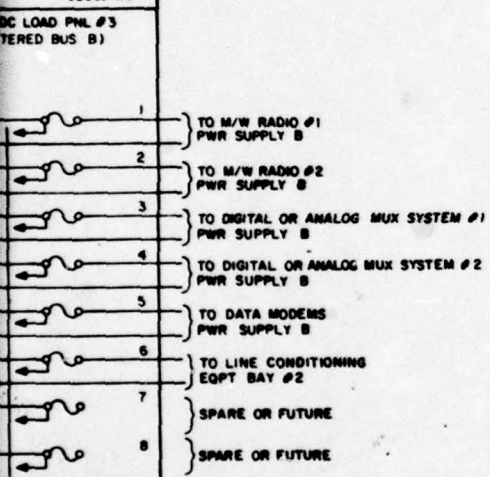 DC LOAD PNL #3
TERED BUS B)
1
TO M/W RADIO #1
PWR SUPPLY B
2
TO M/W RADIO #2
PWR SUPPLY B
3
TO DIGITAL OR ANALOG MUX SYSTEM #1
PWR SUPPLY B
4
TO DIGITAL OR ANALOG MUX SYSTEM #2
PWR SUPPLY B
5
TO DATA MODEMS
PWR SUPPLY B
6
TO LINE CONDITIONING
EQPT BAY #2
7
SPARE OR FUTURE
8
SPARE OR FUTURE